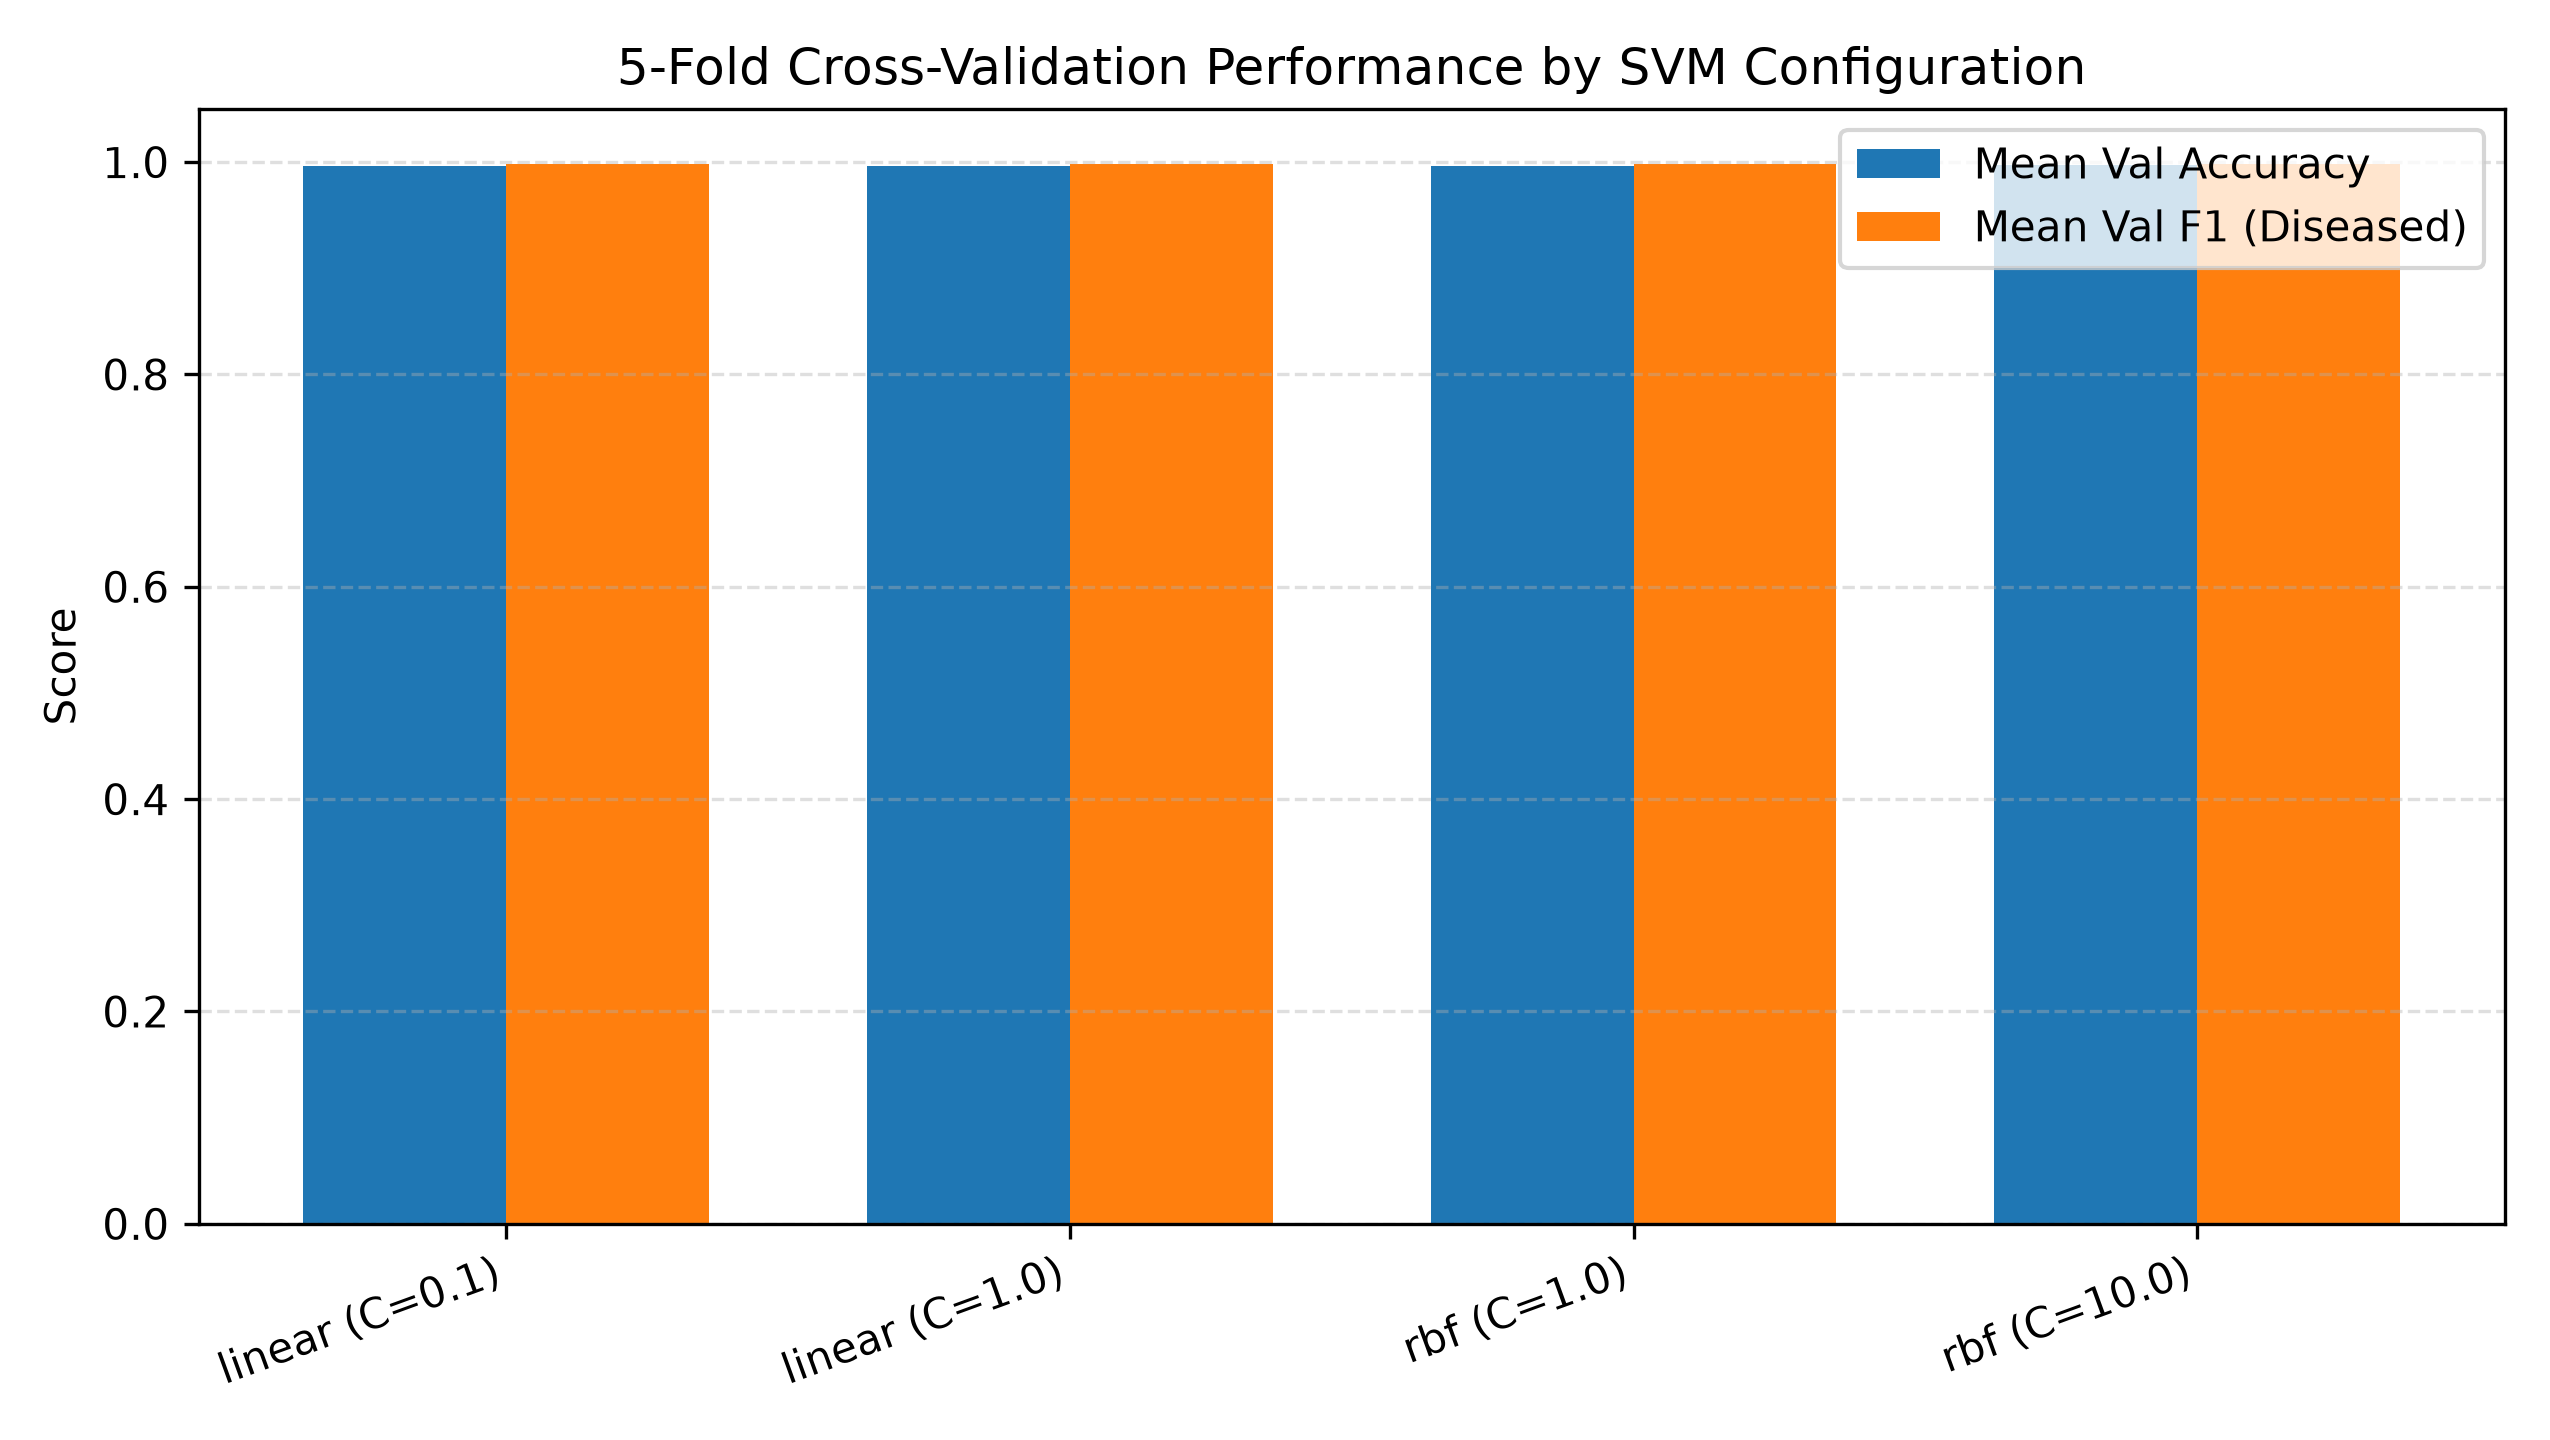 5-Fold Cross-Validation Performance by SVM Configuration
Mean Val Accuracy
Mean Val F1 (Diseased)
Score
1.0
0.8
0.6
0.4
0.2
0.0
linear (C=0.1)
linear (C=1.0)
rbf (C=1.0)
rbf (C=10.0)